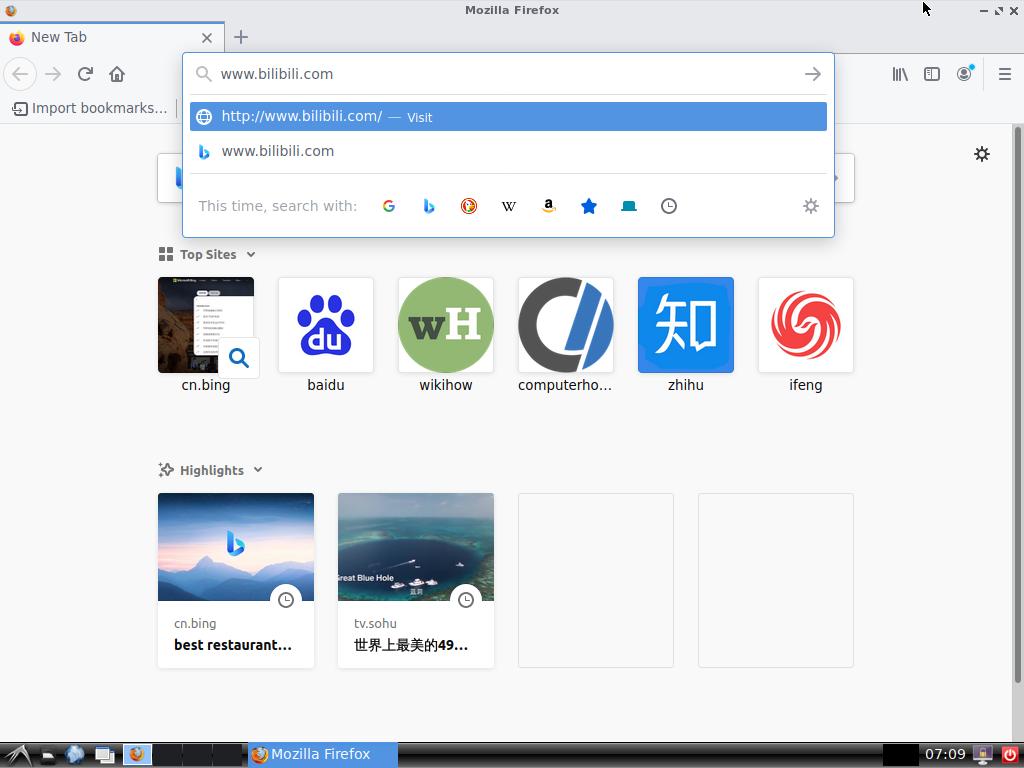 Mozilla Firefox
New Tab
www.bilibili.com
Import bookmarks...
http://www.bilibili.com/ — Visit
www.bilibili.com
This time, search with:
Top Sites
du
wH
知
cn.bing
baidu
wikihow
computerho...
zhihu
ifeng
Highlights
Great Blue Hole
蓝洞
cn.bing
best restaurant...
tv.sohu
世界上最美的49...
Mozilla Firefox
07:09